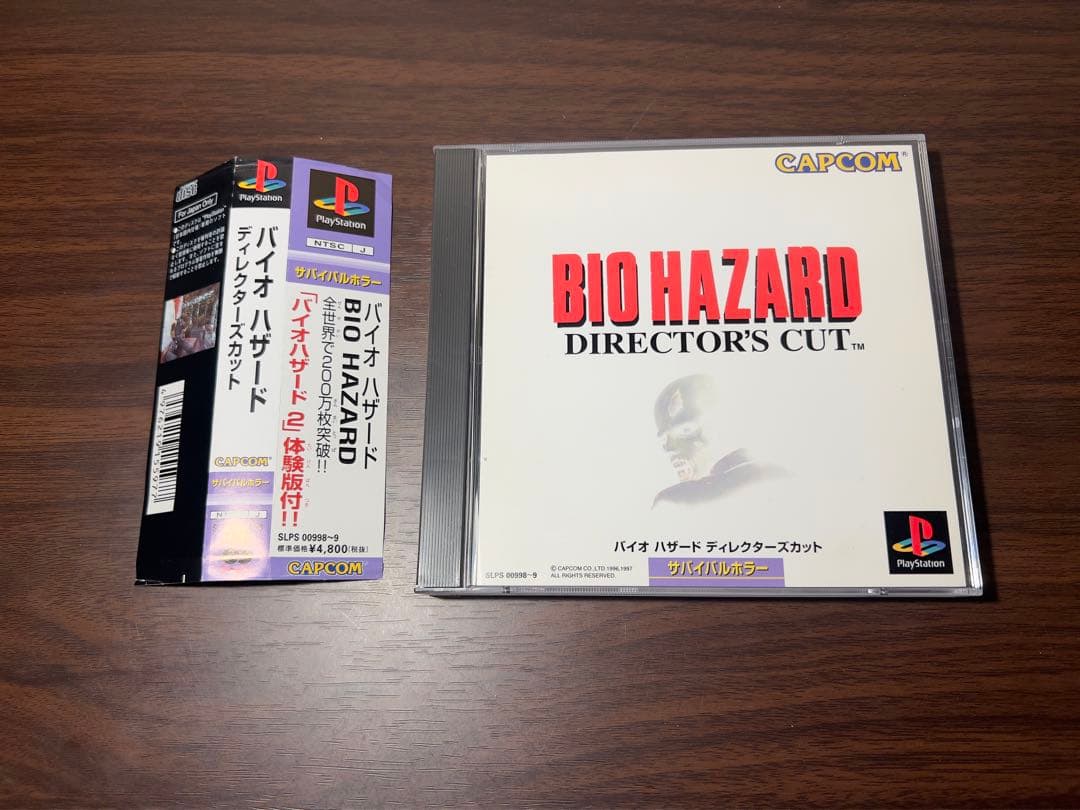 disc
For Japan Only
PlayStation
バイオ ハザード
ディレクターズカット
CAPCOM
サバイバルホラー
PlayStation
NTSC J
サバイバルホラー
バイオ ハザード
BIO HAZARD
全世界で200万枚突破!!
「バイオハザード2」体験版付!!
SLPS 00998~9
標準価格¥4,800(税抜)
CAPCOM
CAPCOM®
BIO HAZARD
DIRECTOR'S CUT™
バイオ ハザード ディレクターズカット
SLPS 00998~9
© CAPCOM CO.,LTD 1996,1997
ALL RIGHTS RESERVED.
サバイバルホラー
PlayStation